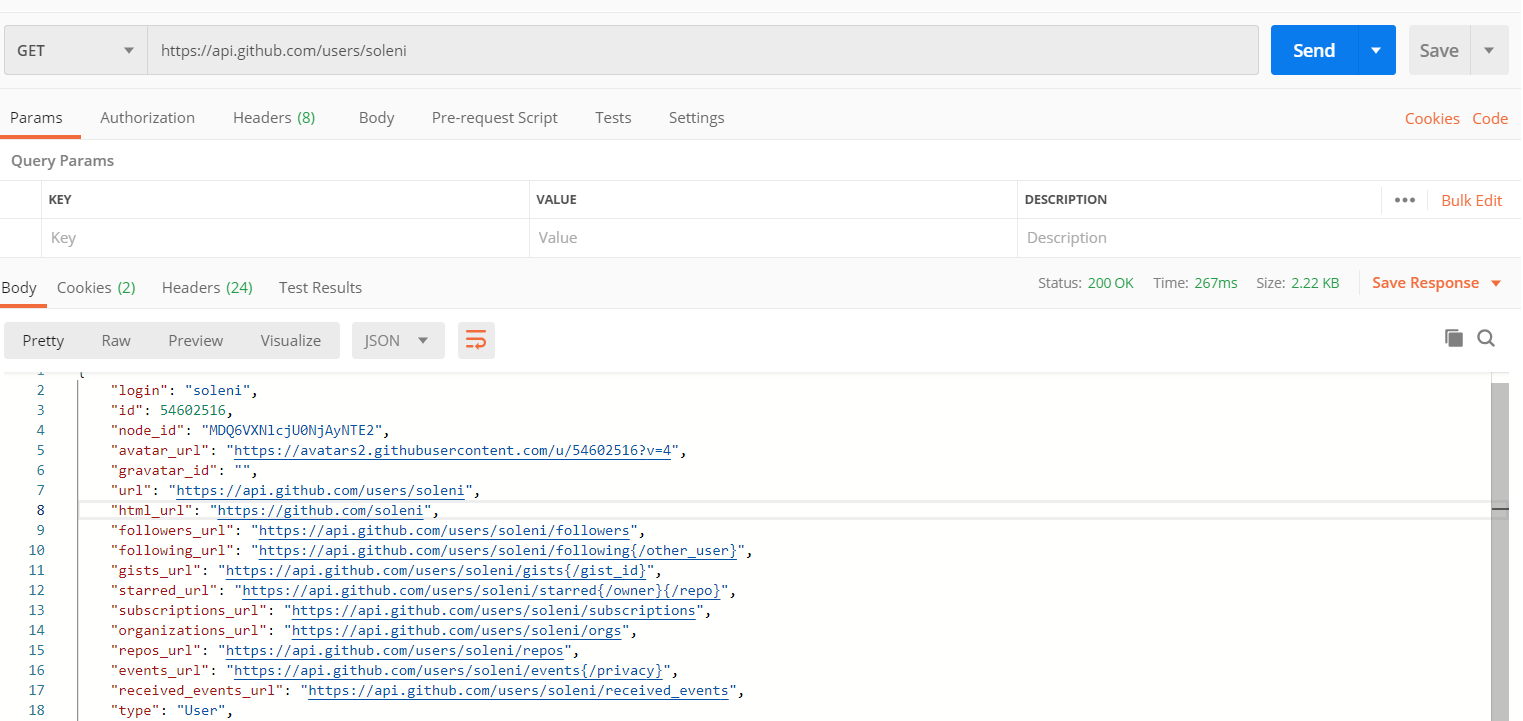 GET https://api.github.com/users/soleni Send Save
Params Authorization Headers (8) Body Pre-request Script Tests Settings Cookies Code
Query Params
KEY VALUE DESCRIPTION ••• Bulk Edit
Key Value Description
Body Cookies (2) Headers (24) Test Results Status: 200 OK Time: 267ms Size: 2.22 KB Save Response
Pretty Raw Preview Visualize JSON
1 {
2 "login": "soleni",
3 "id": 54602516,
4 "node_id": "MDQ6VXNlcjU0NjAyNTE2",
5 "avatar_url": "https://avatars2.githubusercontent.com/u/54602516?v=4",
6 "gravatar_id": "",
7 "url": "https://api.github.com/users/soleni",
8 "html_url": "https://github.com/soleni",
9 "followers_url": "https://api.github.com/users/soleni/followers",
10 "following_url": "https://api.github.com/users/soleni/following{/other_user}",
11 "gists_url": "https://api.github.com/users/soleni/gists{/gist_id}",
12 "starred_url": "https://api.github.com/users/soleni/starred{/owner}{/repo}",
13 "subscriptions_url": "https://api.github.com/users/soleni/subscriptions",
14 "organizations_url": "https://api.github.com/users/soleni/orgs",
15 "repos_url": "https://api.github.com/users/soleni/repos",
16 "events_url": "https://api.github.com/users/soleni/events{/privacy}",
17 "received_events_url": "https://api.github.com/users/soleni/received_events",
18 "type": "User",